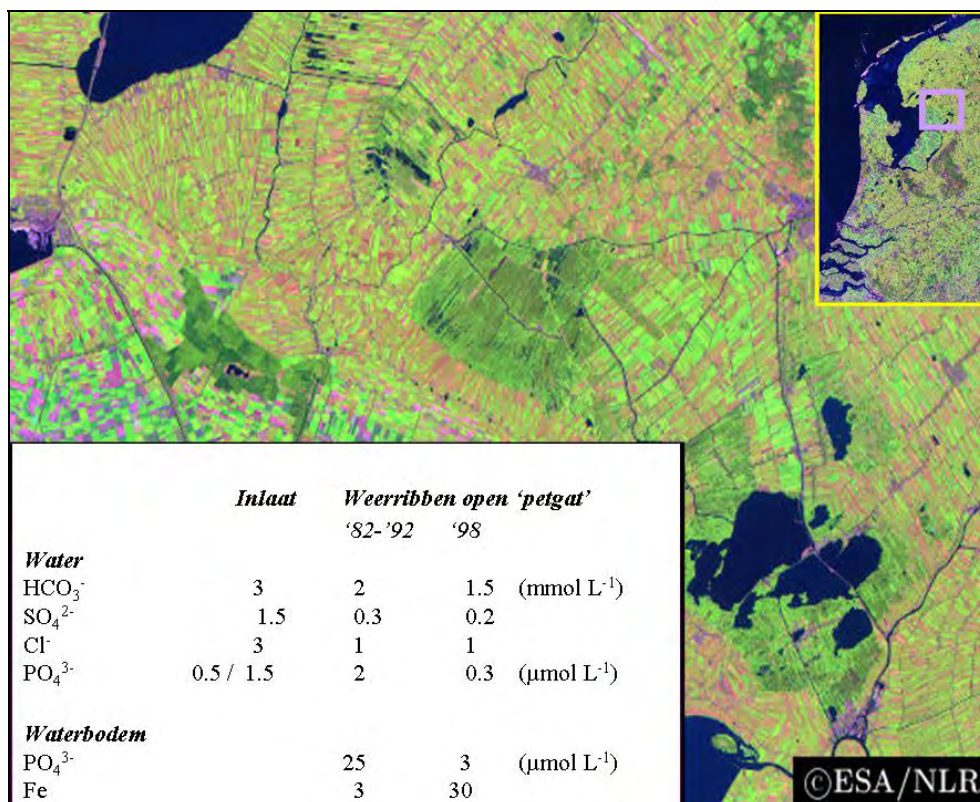 Inlaat Weerribben open ‘petgat’
‘82-’92 ‘98
Water
HCO₃⁻ 3 2 1.5 (mmol L⁻¹)
SO₄²⁻ 1.5 0.3 0.2
Cl⁻ 3 1 1
PO₄³⁻ 0.5 / 1.5 2 0.3 (μmol L⁻¹)
Waterbodem
PO₄³⁻ 25 3 (μmol L⁻¹)
Fe 3 30
©ESA/NLR